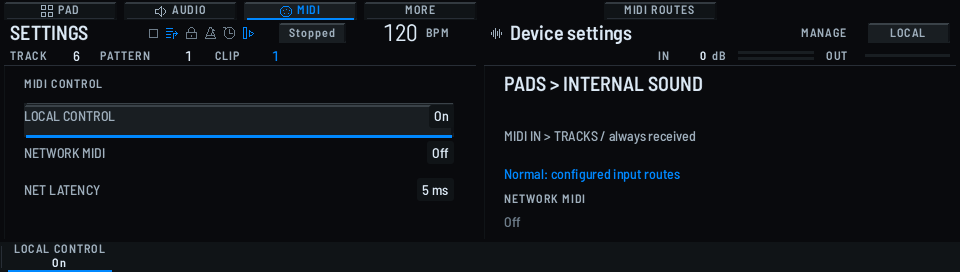 PAD AUDIO MIDI MORE MIDI ROUTES
SETTINGS Stopped 120 BPM Device settings MANAGE LOCAL
TRACK 6 PATTERN 1 CLIP 1 IN 0 dB OUT
MIDI CONTROL
LOCAL CONTROL On
NETWORK MIDI Off
NET LATENCY 5 ms
PADS > INTERNAL SOUND
MIDI IN > TRACKS / always received
Normal: configured input routes
NETWORK MIDI
Off
LOCAL CONTROL
On